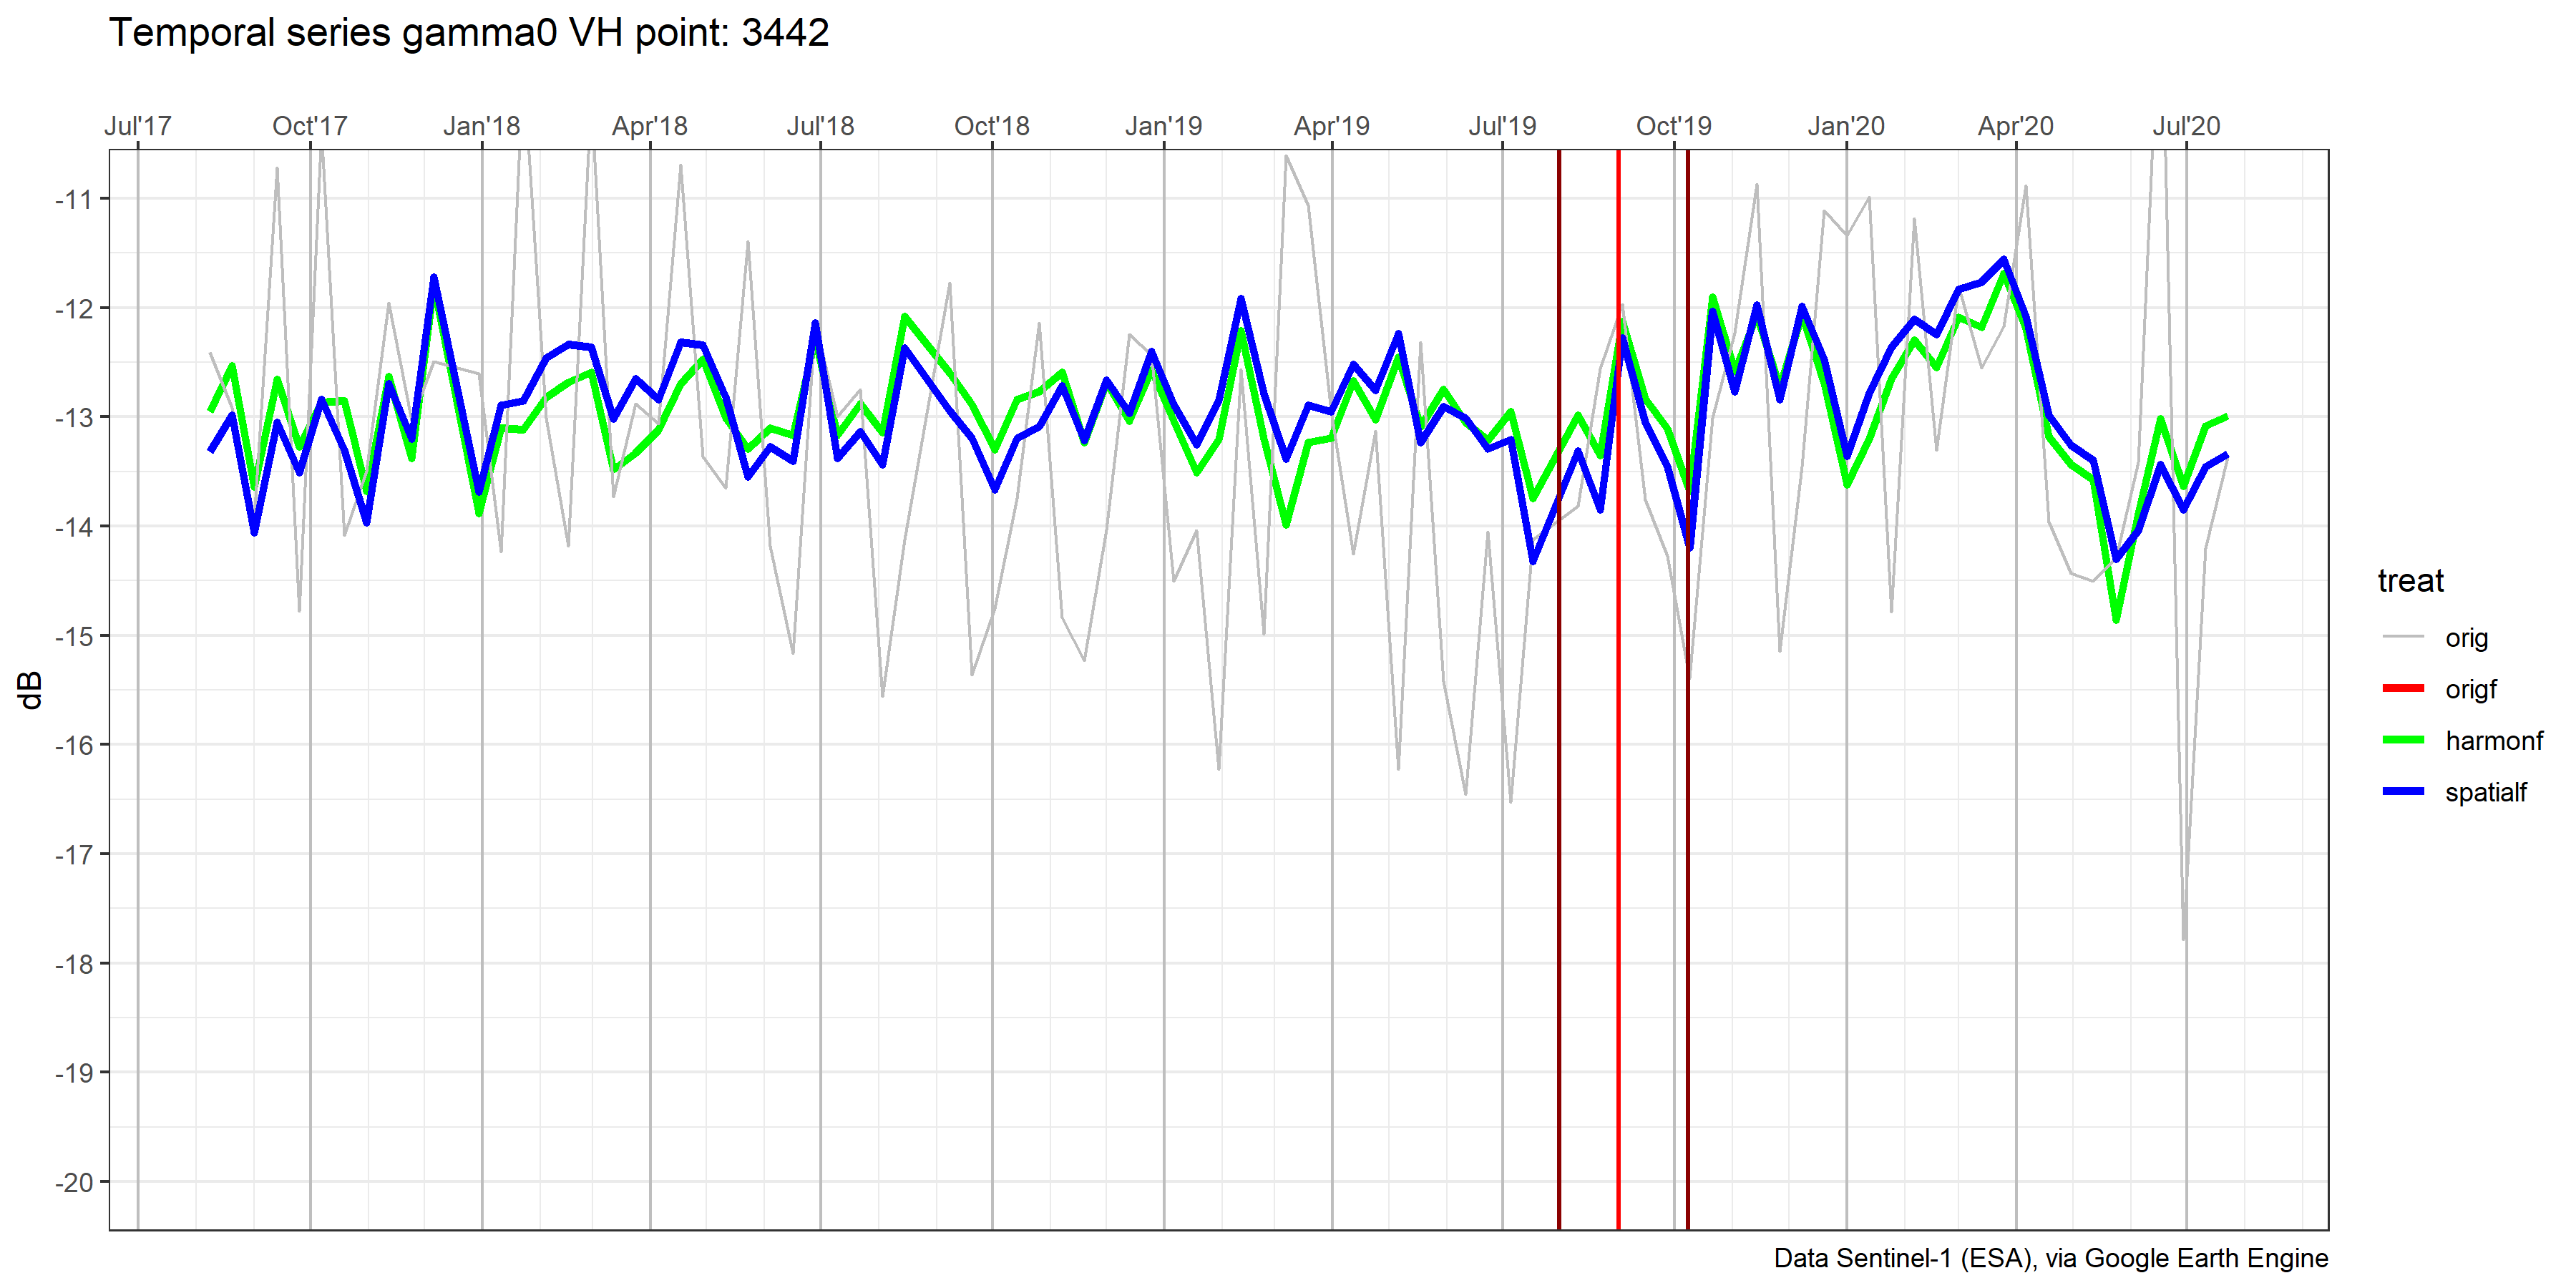 Temporal series gamma0 VH point: 3442
Jul'17 Oct'17 Jan'18 Apr'18 Jul'18 Oct'18 Jan'19 Apr'19 Jul'19 Oct'19 Jan'20 Apr'20 Jul'20
-11
-12
-13
-14
-15
-16
-17
-18
-19
-20
dB
treat
orig
origf
harmonf
spatialf
Data Sentinel-1 (ESA), via Google Earth Engine